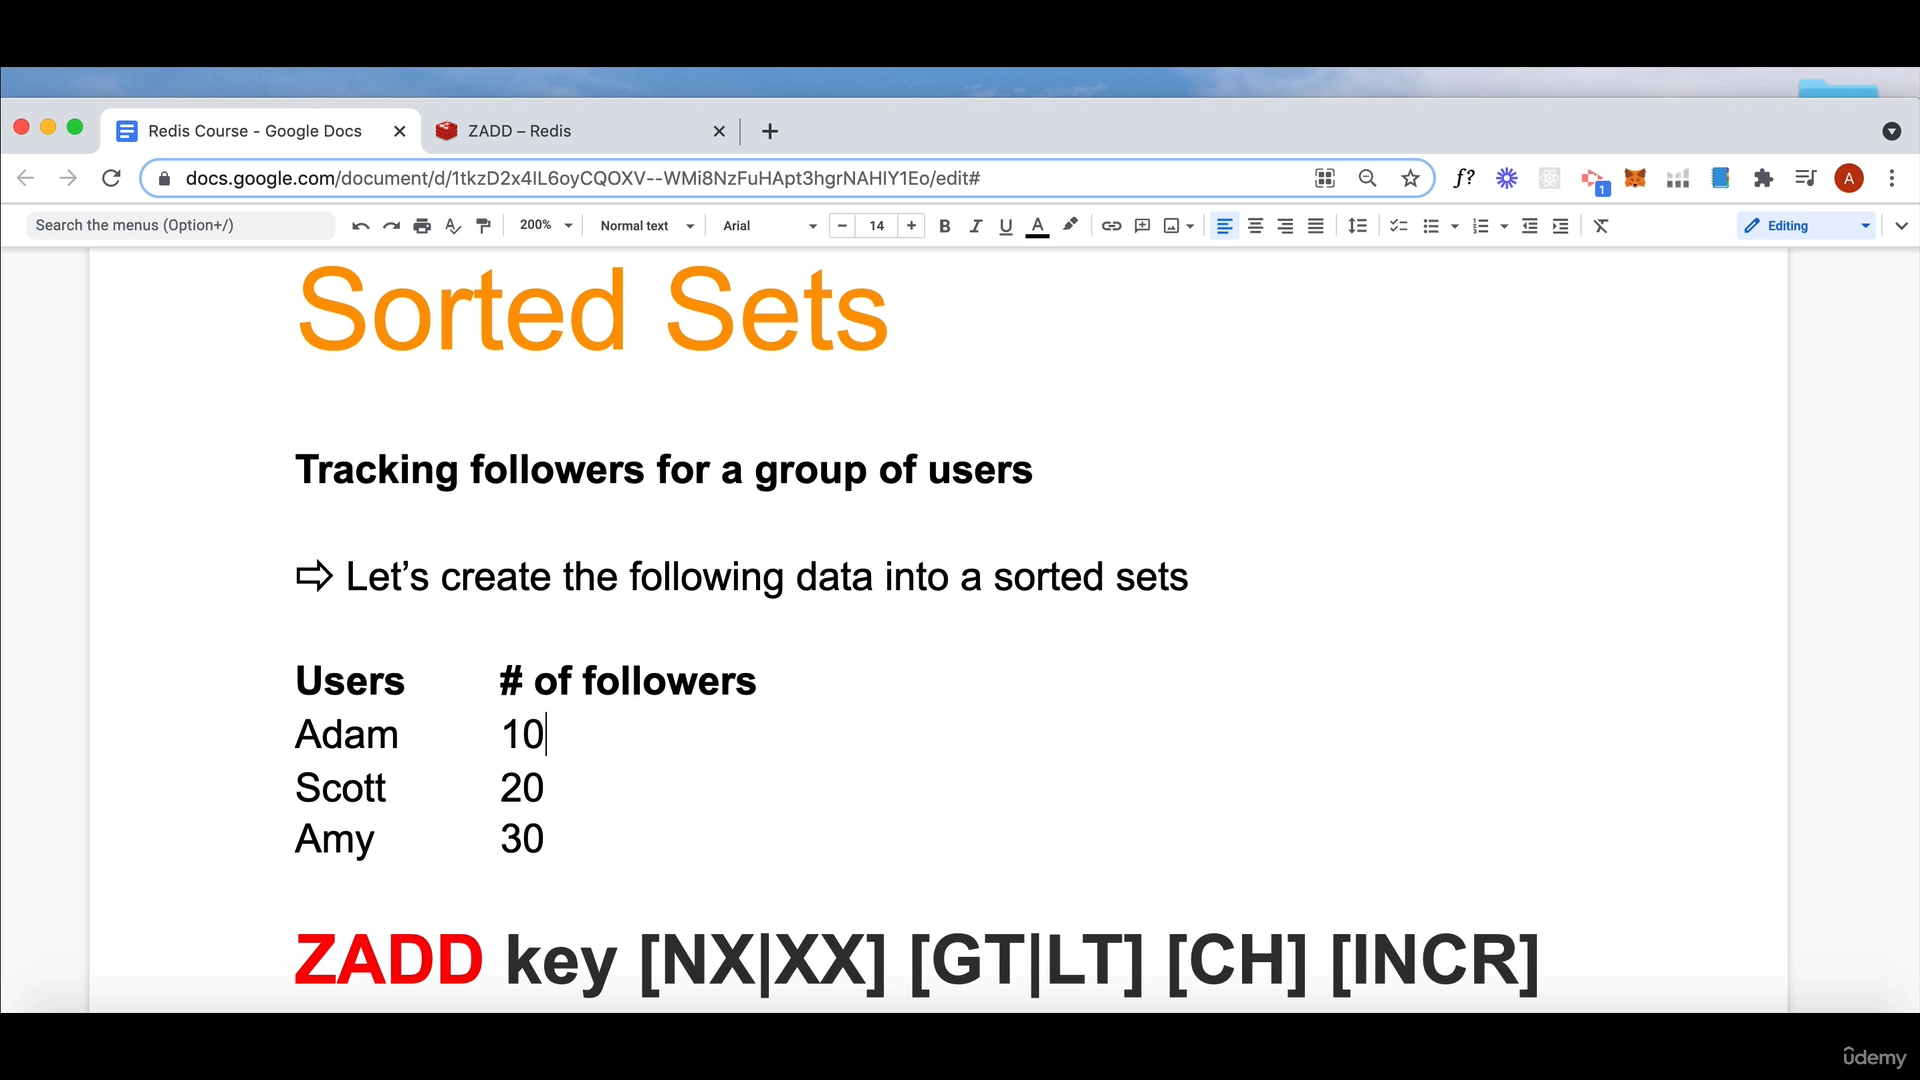 Redis Course - Google Docs
ZADD – Redis
docs.google.com/document/d/1tkzD2x4IL6oyCQOXV--WMi8NzFuHApt3hgrNAHIY1Eo/edit#
f?
1
A
Search the menus (Option+/)
200%
Normal text
Arial
14
B I U A
Editing
Sorted Sets
Tracking followers for a group of users
⇨ Let’s create the following data into a sorted sets
Users # of followers
Adam 10
Scott 20
Amy 30
ZADD key [NX|XX] [GT|LT] [CH] [INCR]
ûdemy